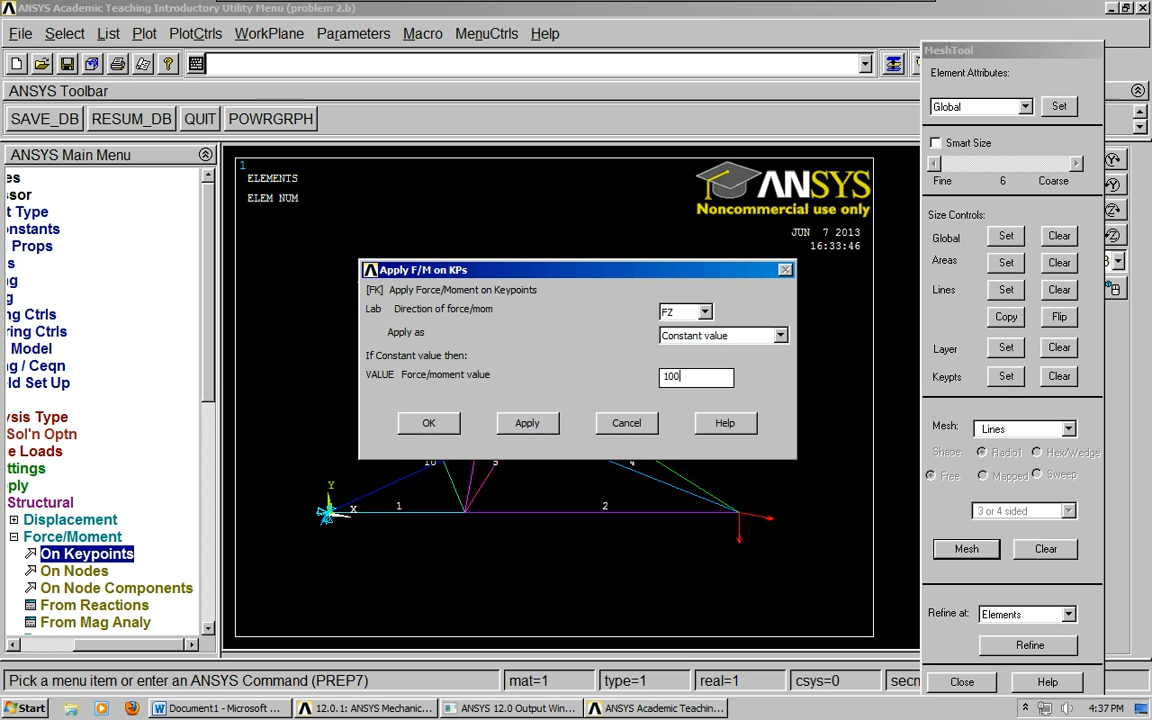 ANSYS Academic Teaching Introductory Utility Menu (problem 2.b)
File Select List Plot PlotCtrls WorkPlane Parameters Macro MenuCtrls Help
ANSYS Toolbar
SAVE_DB RESUM_DB QUIT POWRGRPH
ANSYS Main Menu
es
sor
t Type
onstants
Props
s
ng
g
ng Ctrls
ring Ctrls
Model
ng / Ceqn
ld Set Up
ysis Type
Sol'n Optn
e Loads
ettings
ply
Structural
Displacement
Force/Moment
On Keypoints
On Nodes
On Node Components
From Reactions
From Mag Analy
1
ELEMENTS
ELEM NUM
ANSYS
Noncommercial use only
JUN 7 2013
16:33:46
Apply F/M on KPs
[FK] Apply Force/Moment on Keypoints
Lab Direction of force/mom FZ
Apply as Constant value
If Constant value then:
VALUE Force/moment value 100
OK Apply Cancel Help
Y
X
1
2
MeshTool
Element Attributes:
Global Set
Smart Size
Fine 6 Coarse
Size Controls:
Global Set Clear
Areas Set Clear
Lines Set Clear
Copy Flip
Layer Set Clear
Keypts Set Clear
Mesh: Lines
Shape: Hex/Wedge
Free Mapped Sweep
3 or 4 sided
Mesh Clear
Refine at: Elements
Refine
Close Help
Pick a menu item or enter an ANSYS Command (PREP7) mat=1 type=1 real=1 csys=0 secn
Start Document1 - Microsoft ... 12.0.1: ANSYS Mechanic... ANSYS 12.0 Output Win... ANSYS Academic Teachin... 4:37 PM